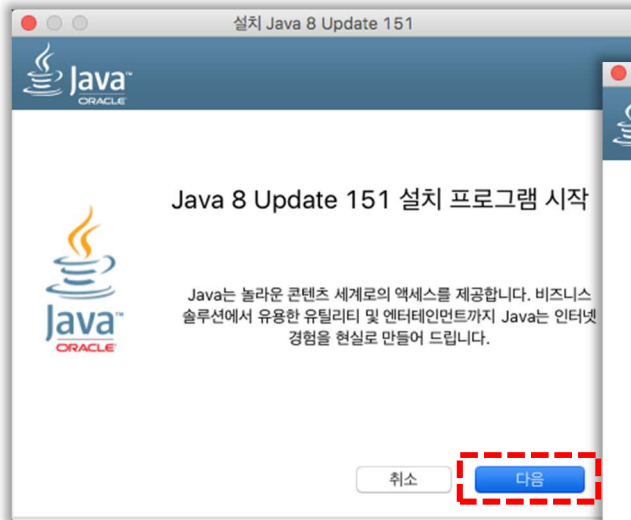 설치 Java 8 Update 151
Java™
ORACLE
Java 8 Update 151 설치 프로그램 시작
Java™
ORACLE
Java는 놀라운 콘텐츠 세계로의 액세스를 제공합니다. 비즈니스
솔루션에서 유용한 유틸리티 및 엔터테인먼트까지 Java는 인터넷
경험을 현실로 만들어 드립니다.
취소
다음